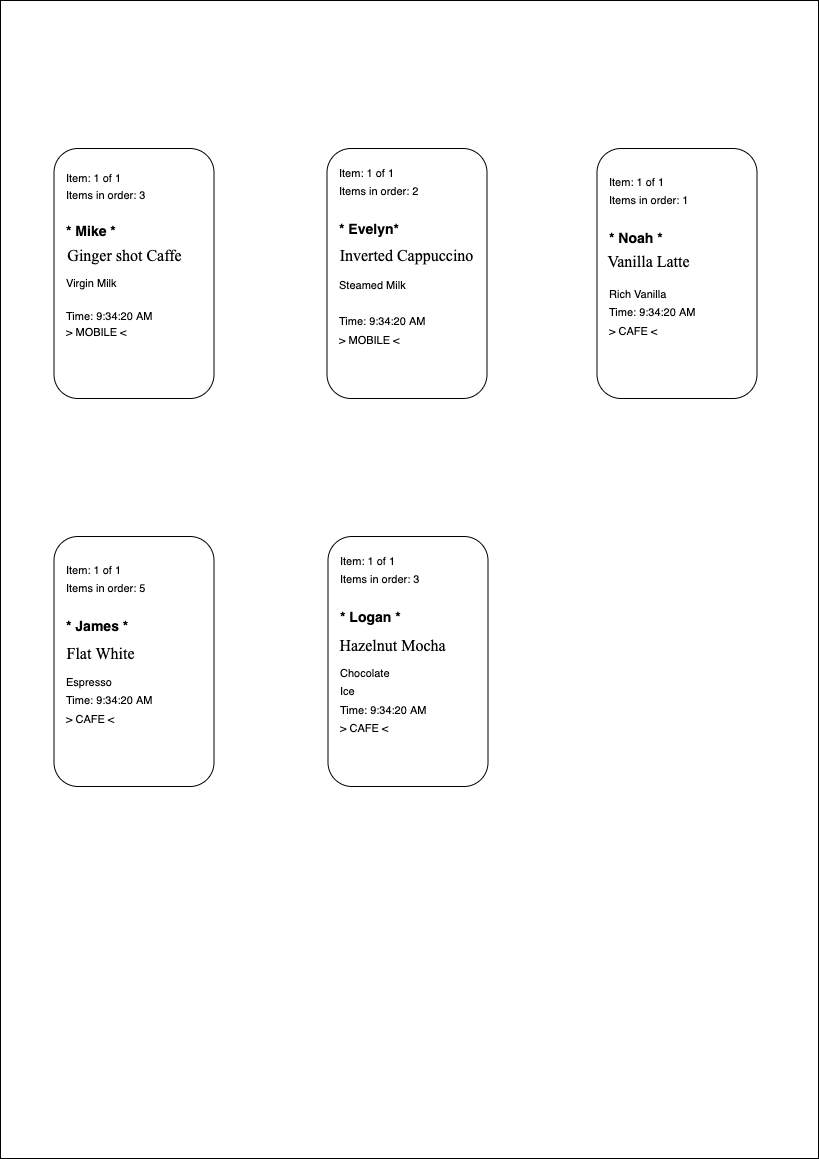 Item: 1 of 1
Items in order: 3
* Mike *
Ginger shot Caffe
Virgin Milk
Time: 9:34:20 AM
> MOBILE <
Item: 1 of 1
Items in order: 2
* Evelyn*
Inverted Cappuccino
Steamed Milk
Time: 9:34:20 AM
> MOBILE <
Item: 1 of 1
Items in order: 1
* Noah *
Vanilla Latte
Rich Vanilla
Time: 9:34:20 AM
> CAFE <
Item: 1 of 1
Items in order: 5
* James *
Flat White
Espresso
Time: 9:34:20 AM
> CAFE <
Item: 1 of 1
Items in order: 3
* Logan *
Hazelnut Mocha
Chocolate
Ice
Time: 9:34:20 AM
> CAFE <